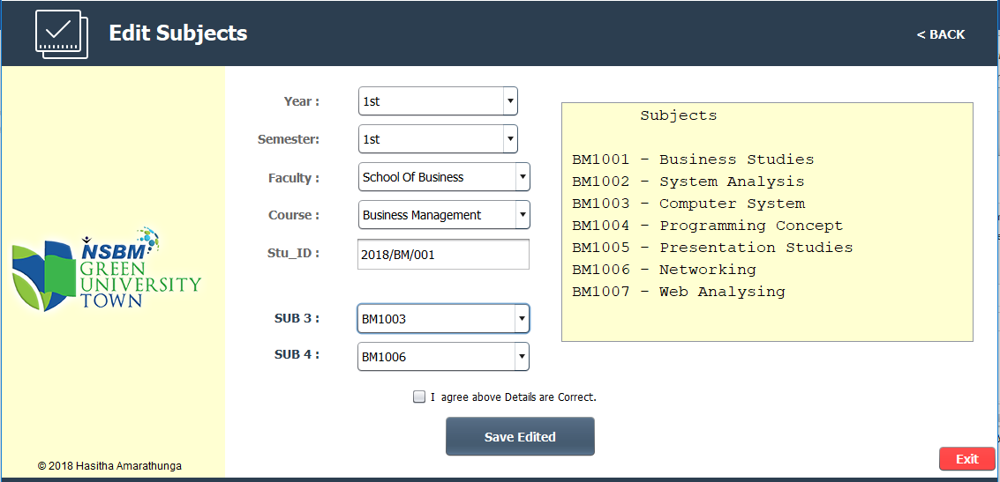 Edit Subjects
< BACK
Year :
1st
Semester:
1st
Faculty :
School Of Business
Course :
Business Management
Stu_ID :
2018/BM/001
SUB 3 :
BM1003
SUB 4 :
BM1006
I agree above Details are Correct.
Save Edited
Subjects
BM1001 - Business Studies
BM1002 - System Analysis
BM1003 - Computer System
BM1004 - Programming Concept
BM1005 - Presentation Studies
BM1006 - Networking
BM1007 - Web Analysing
NSBM
GREEN
UNIVERSITY
TOWN
© 2018 Hasitha Amarathunga
Exit